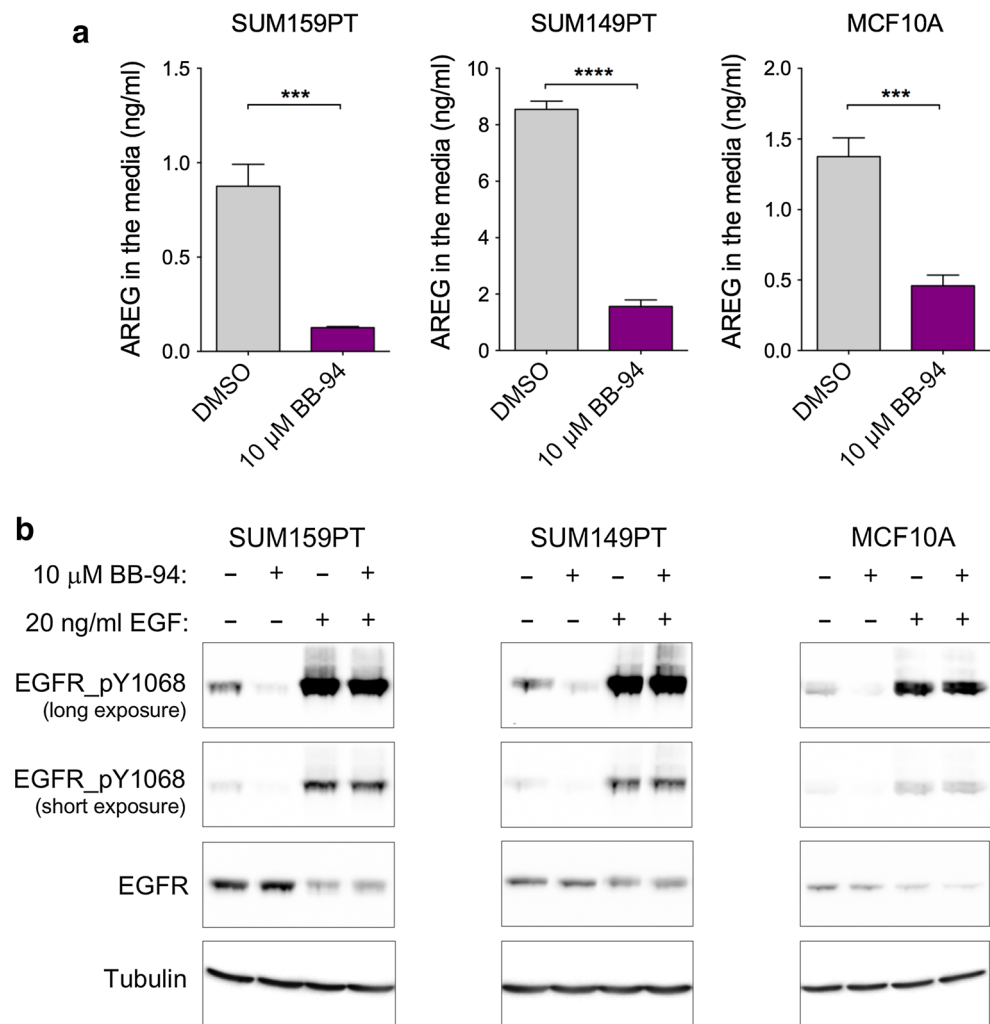 a
SUM159PT SUM149PT MCF10A
AREG in the media (ng/ml)
1.5
1.0
0.5
0.0
***
DMSO
10 µM BB-94
AREG in the media (ng/ml)
10
8
6
4
2
0
****
DMSO
10 µM BB-94
AREG in the media (ng/ml)
2.0
1.5
1.0
0.5
0.0
***
DMSO
10 µM BB-94
b
SUM159PT SUM149PT MCF10A
10 µM BB-94: – + – + – + – + – + – +
20 ng/ml EGF: – – + + – – + + – – + +
EGFR_pY1068
(long exposure)
EGFR_pY1068
(short exposure)
EGFR
Tubulin